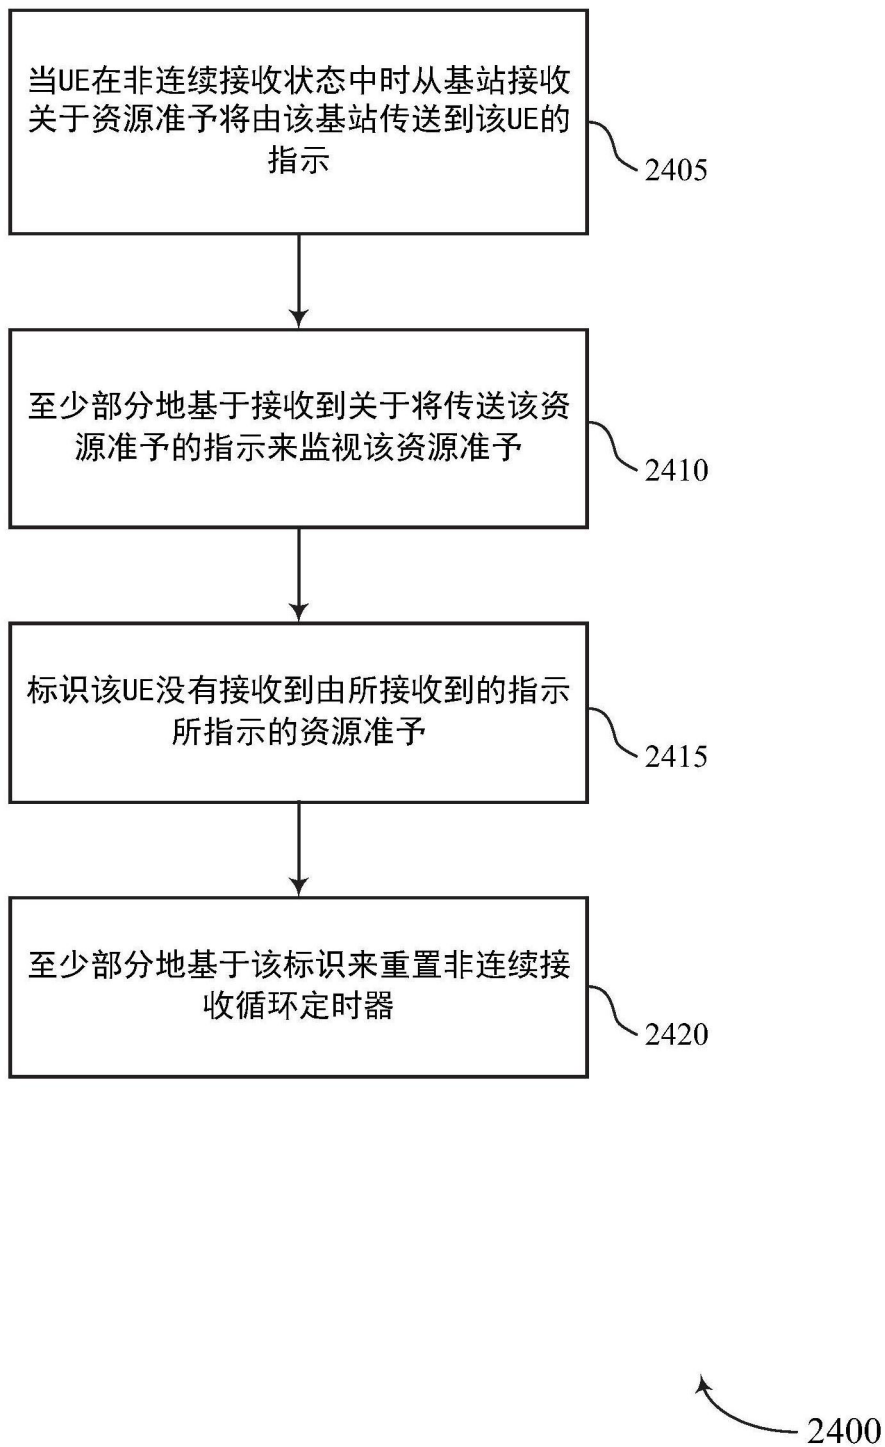 当UE在非连续接收状态中时从基站接收
关于资源准予将由该基站传送到该UE的
指示
2405
至少部分地基于接收到关于将传送该资
源准予的指示来监视该资源准予
2410
标识该UE没有接收到由所接收到的指示
所指示的资源准予
2415
至少部分地基于该标识来重置非连续接
收循环定时器
2420
2400